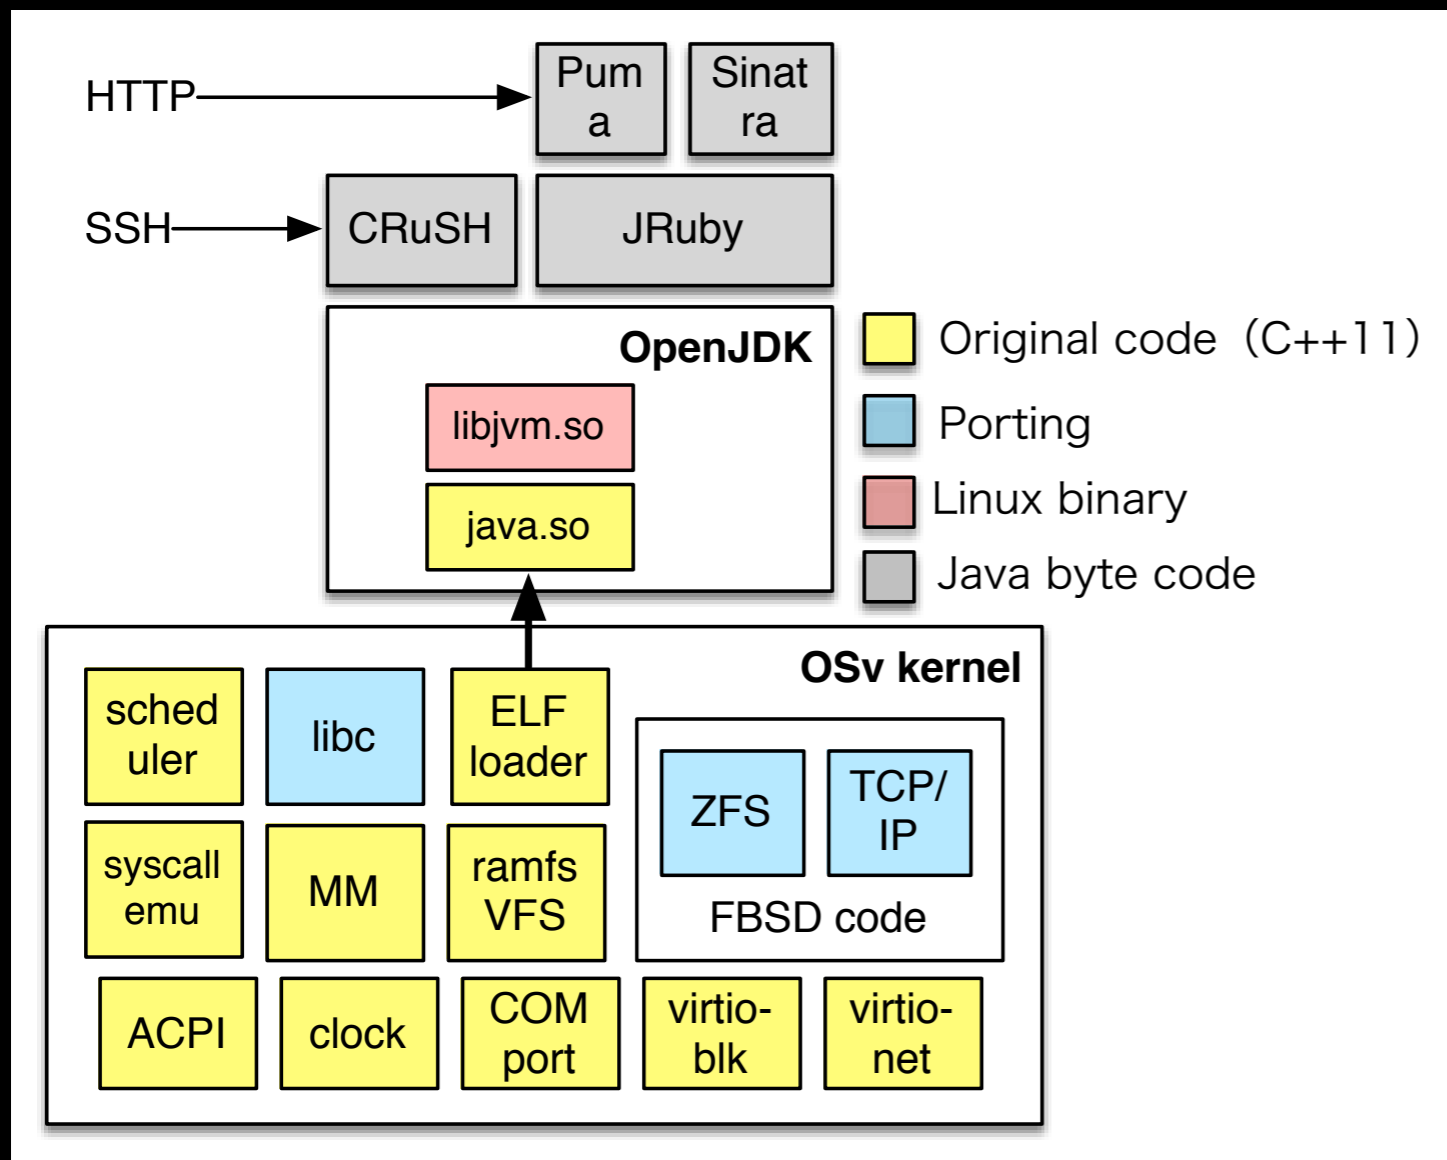 HTTP
Pum
a
Sinat
ra
SSH
CRuSH
JRuby
OpenJDK
libjvm.so
java.so
Original code（C++11）
Porting
Linux binary
Java byte code
OSv kernel
sched
uler
libc
ELF
loader
syscall
emu
MM
ramfs
VFS
ZFS
TCP/
IP
FBSD code
ACPI
clock
COM
port
virtio-
blk
virtio-
net